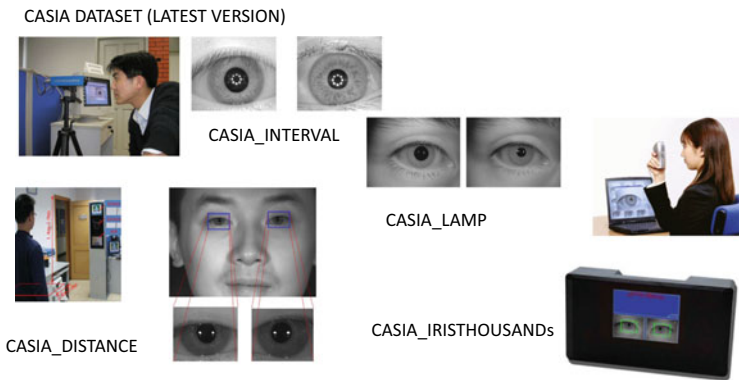 CASIA DATASET (LATEST VERSION)
CASIA_INTERVAL
CASIA_LAMP
CASIA_DISTANCE
CASIA_IRISTHOUSANDs